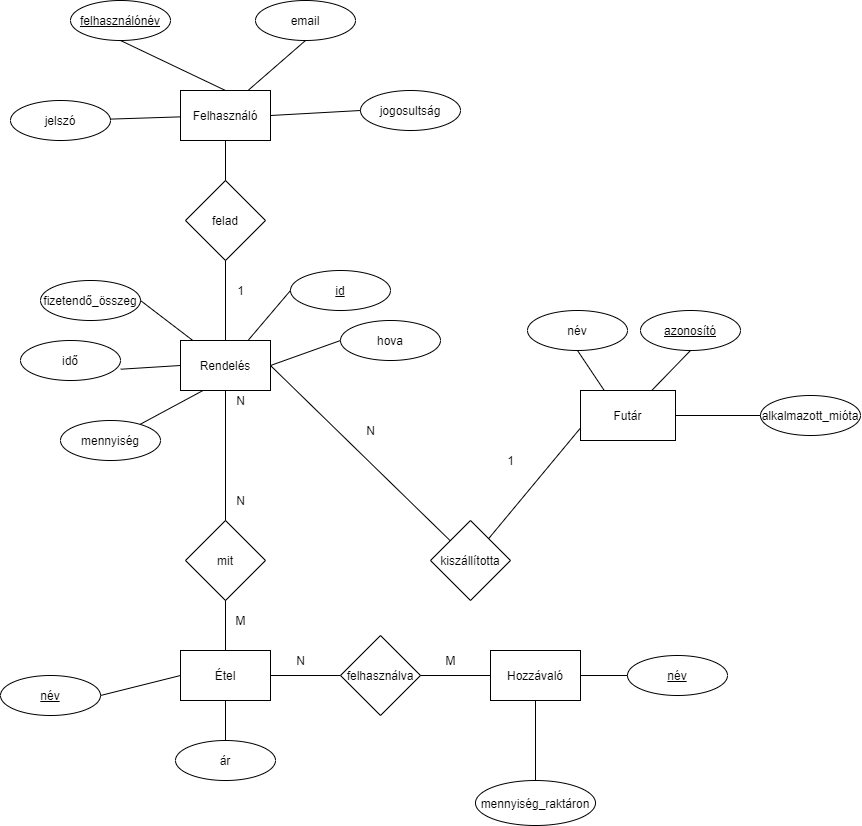 felhasználónév
email
jelszó
Felhasználó
jogosultság
felad
1
fizetendő_összeg
id
hova
idő
Rendelés
mennyiség
N
N
név
azonosító
Futár
alkalmazott_mióta
1
N
mit
kiszállította
M
N
M
név
Étel
felhasználva
Hozzávaló
név
ár
mennyiség_raktáron